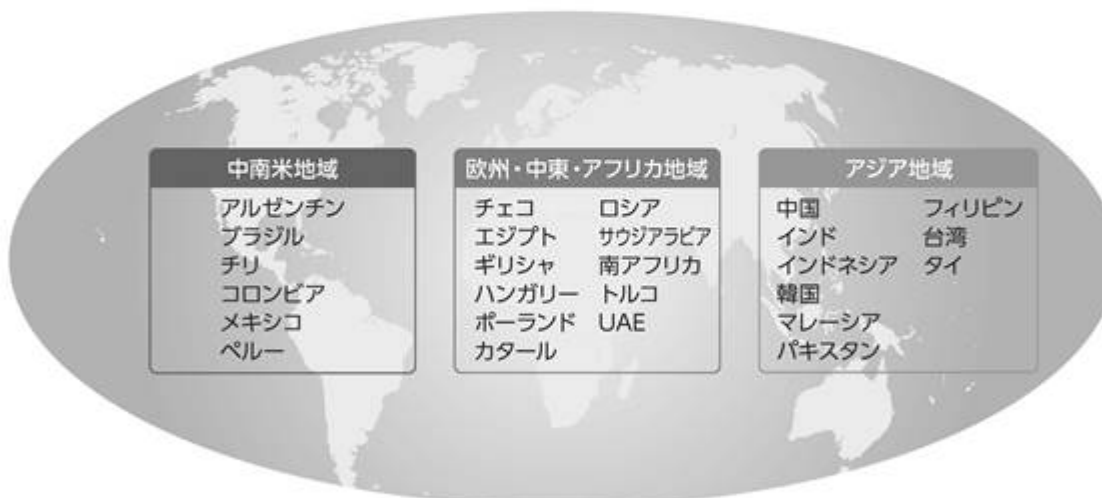 中南米地域
アルゼンチン
ブラジル
チリ
コロンビア
メキシコ
ペルー
欧州・中東・アフリカ地域
チェコ
エジプト
ギリシャ
ハンガリー
ポーランド
カタール
ロシア
サウジアラビア
南アフリカ
トルコ
UAE
アジア地域
中国
インド
インドネシア
韓国
マレーシア
パキスタン
フィリピン
台湾
タイ